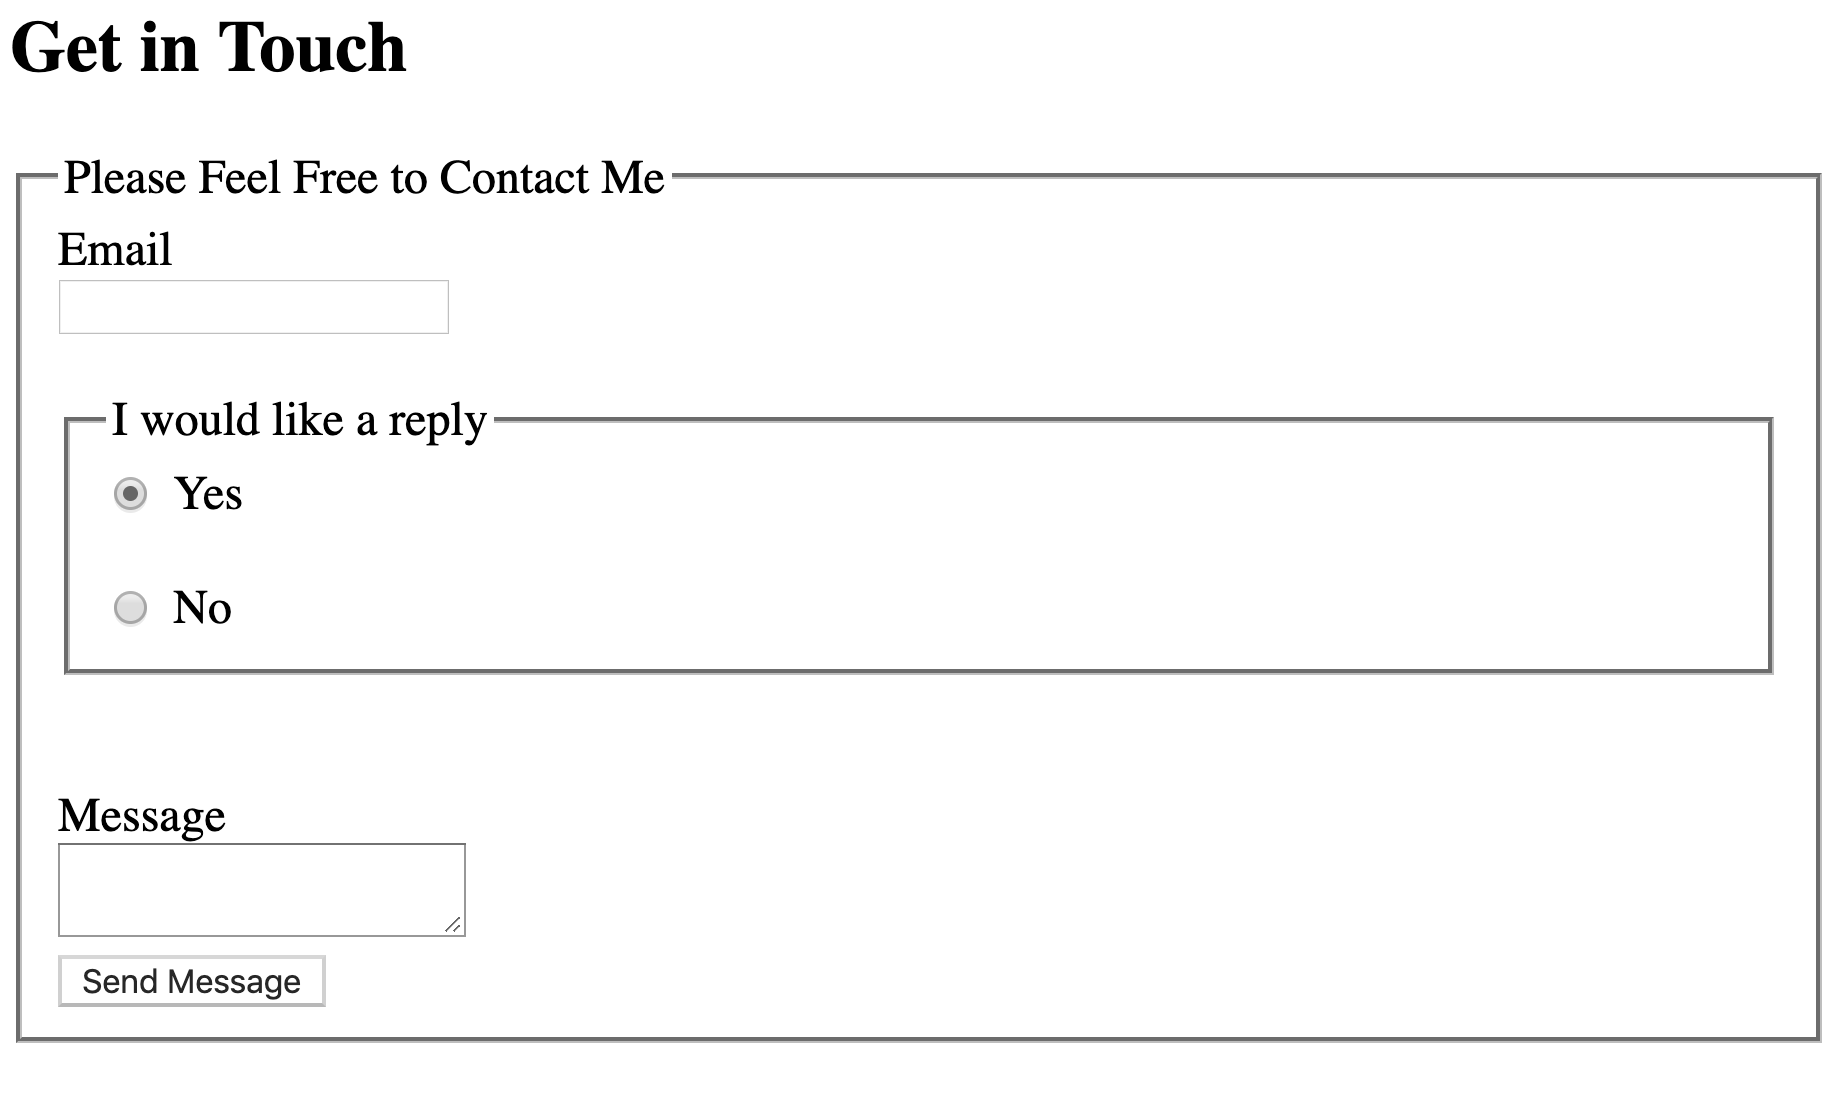 Get in Touch
Please Feel Free to Contact Me
Email
I would like a reply
Yes
No
Message
Send Message